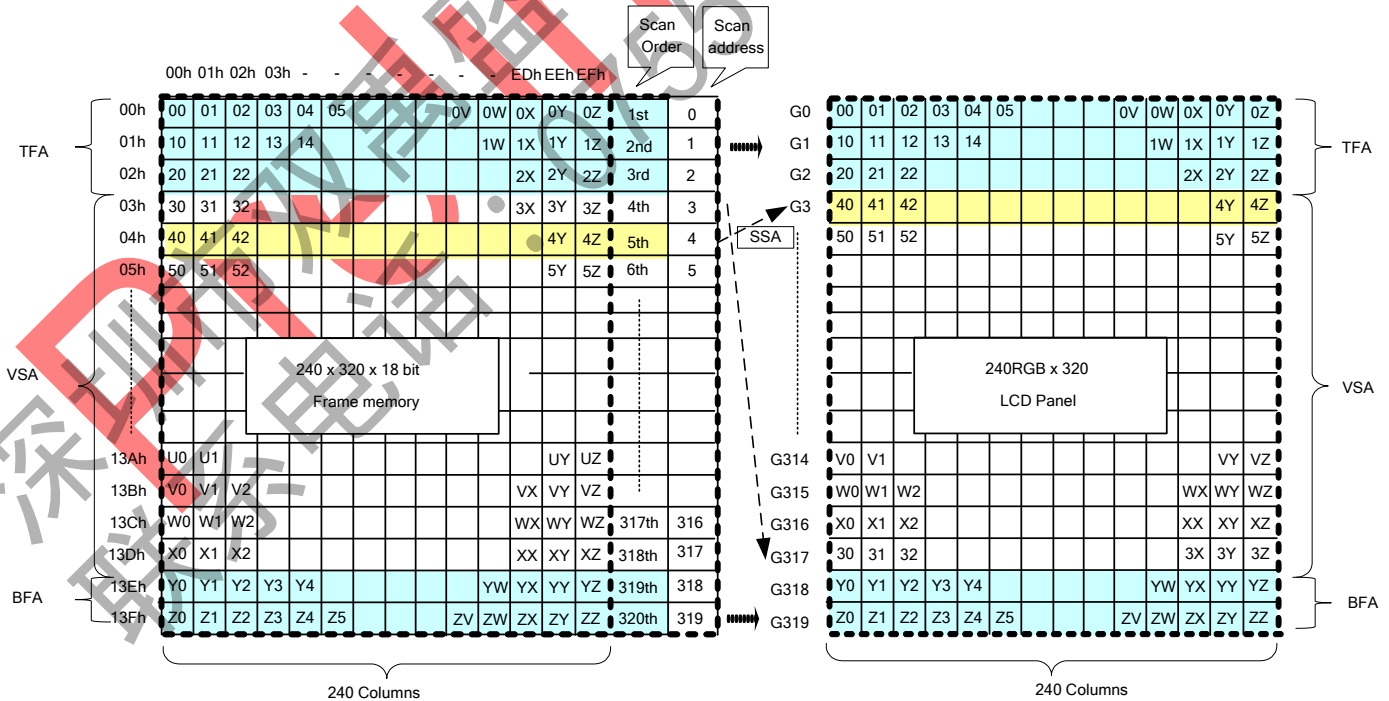 Scan Order
Scan address
00h 01h 02h 03h - - - - - - - EDh EEh EFh
TFA
VSA
BFA
00h 00 01 02 03 04 05 0V 0W 0X 0Y 0Z 1st 0
01h 10 11 12 13 14 1W 1X 1Y 1Z 2nd 1
02h 20 21 22 2X 2Y 2Z 3rd 2
03h 30 31 32 3X 3Y 3Z 4th 3
04h 40 41 42 4Y 4Z 5th 4
05h 50 51 52 5Y 5Z 6th 5
240 x 320 x 18 bit
Frame memory
13Ah U0 U1 UY UZ
13Bh V0 V1 V2 VX VY VZ
13Ch W0 W1 W2 WX WY WZ 317th 316
13Dh X0 X1 X2 XX XY XZ 318th 317
13Eh Y0 Y1 Y2 Y3 Y4 YW YX YY YZ 319th 318
13Fh Z0 Z1 Z2 Z3 Z4 Z5 ZV ZW ZX ZY ZZ 320th 319
240 Columns
SSA
G0 00 01 02 03 04 05 0V 0W 0X 0Y 0Z
G1 10 11 12 13 14 1W 1X 1Y 1Z
G2 20 21 22 2X 2Y 2Z
G3 40 41 42 4Y 4Z
50 51 52 5Y 5Z
240RGB x 320
LCD Panel
G314 V0 V1 VY VZ
G315 W0 W1 W2 WX WY WZ
G316 X0 X1 X2 XX XY XZ
G317 30 31 32 3X 3Y 3Z
G318 Y0 Y1 Y2 Y3 Y4 YW YX YY YZ
G319 Z0 Z1 Z2 Z3 Z4 Z5 ZV ZW ZX ZY ZZ
TFA
VSA
BFA
240 Columns
深圳市双禹
联系电话：0755